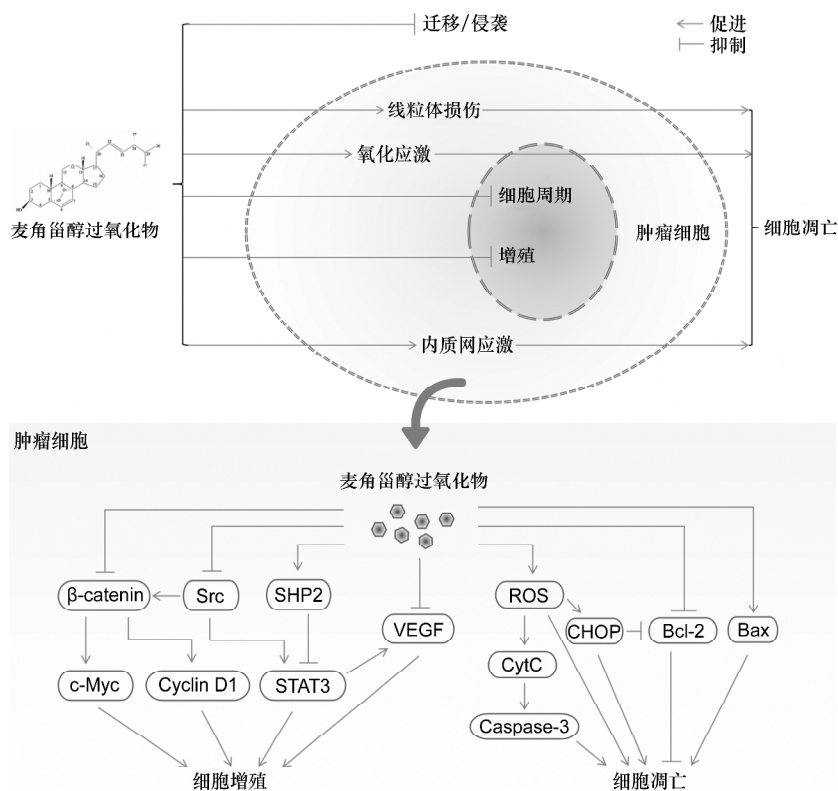 迁移/侵袭
促进
抑制
线粒体损伤
氧化应激
细胞周期
HO
麦角甾醇过氧化物
肿瘤细胞
细胞凋亡
增殖
内质网应激
肿瘤细胞
麦角甾醇过氧化物
β-catenin
Src
SHP2
ROS
VEGF
CHOP
Bcl-2
Bax
CytC
c-Myc
Cyclin D1
STAT3
Caspase-3
细胞增殖
细胞凋亡